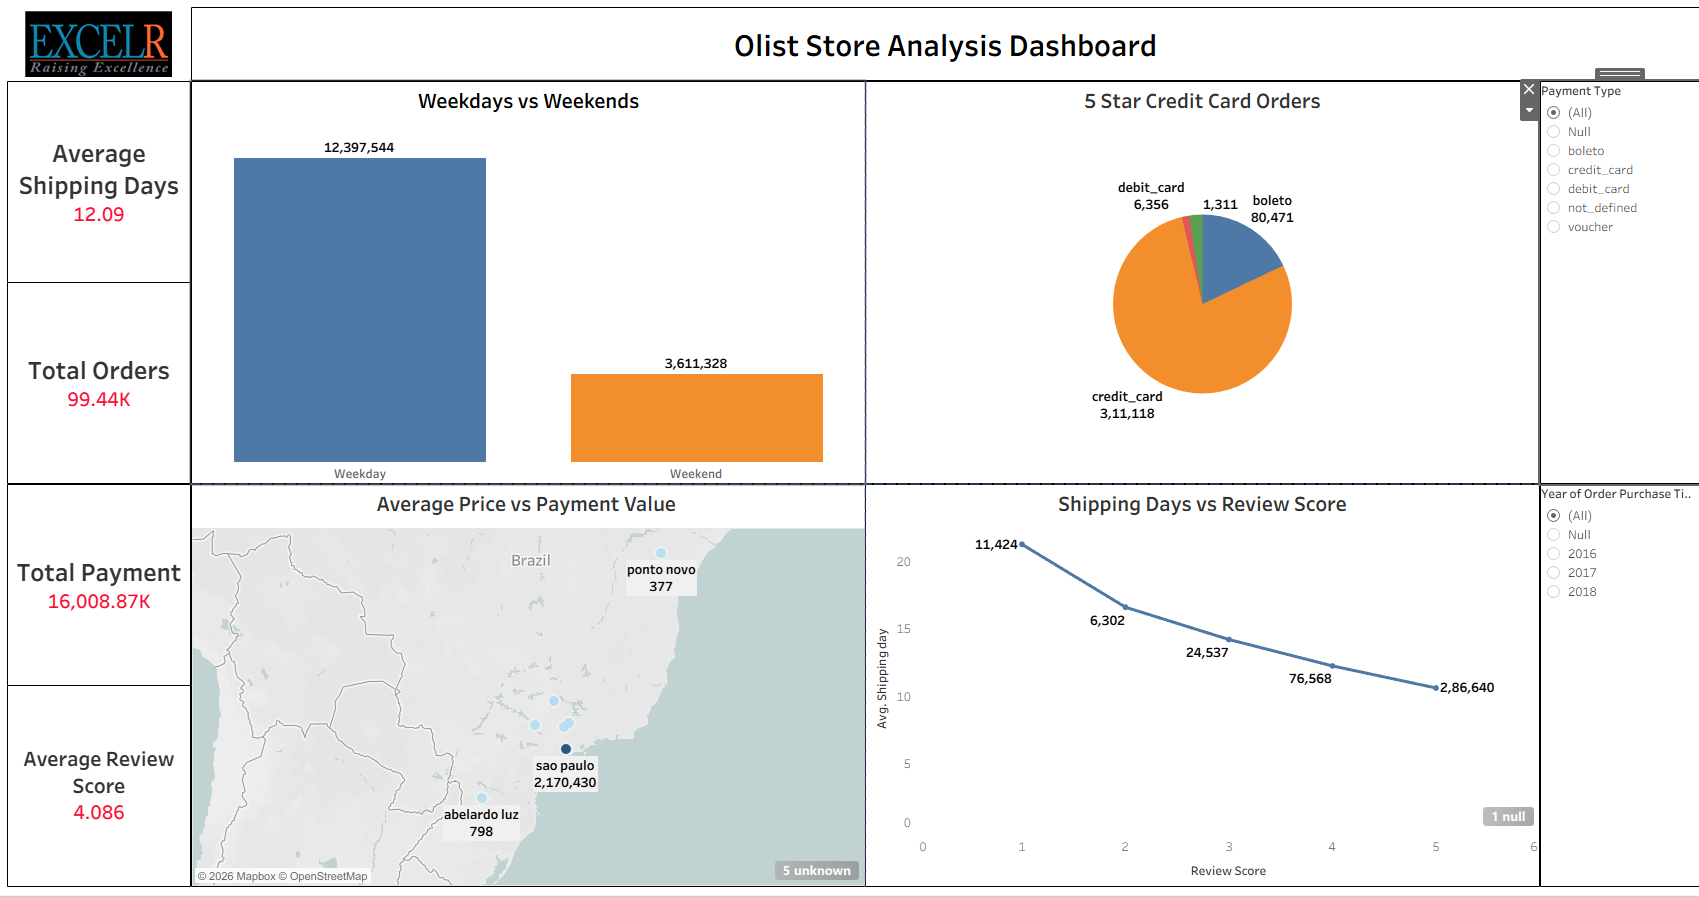 EXCELR
Raising Excellence
Olist Store Analysis Dashboard
Average
Shipping Days
12.09
Total Orders
99.44K
Total Payment
16,008.87K
Average Review
Score
4.086
Weekdays vs Weekends
12,397,544
3,611,328
Weekday
Weekend
5 Star Credit Card Orders
debit_card
6,356
1,311
boleto
80,471
credit_card
3,11,118
Payment Type
(All)
Null
boleto
credit_card
debit_card
not_defined
voucher
Average Price vs Payment Value
Brazil
ponto novo
377
sao paulo
2,170,430
abelardo luz
798
© 2026 Mapbox © OpenStreetMap
5 unknown
Shipping Days vs Review Score
Avg. Shipping day
20
15
10
5
0
11,424
6,302
24,537
76,568
2,86,640
1 null
0 1 2 3 4 5 6
Review Score
Year of Order Purchase Ti..
(All)
Null
2016
2017
2018